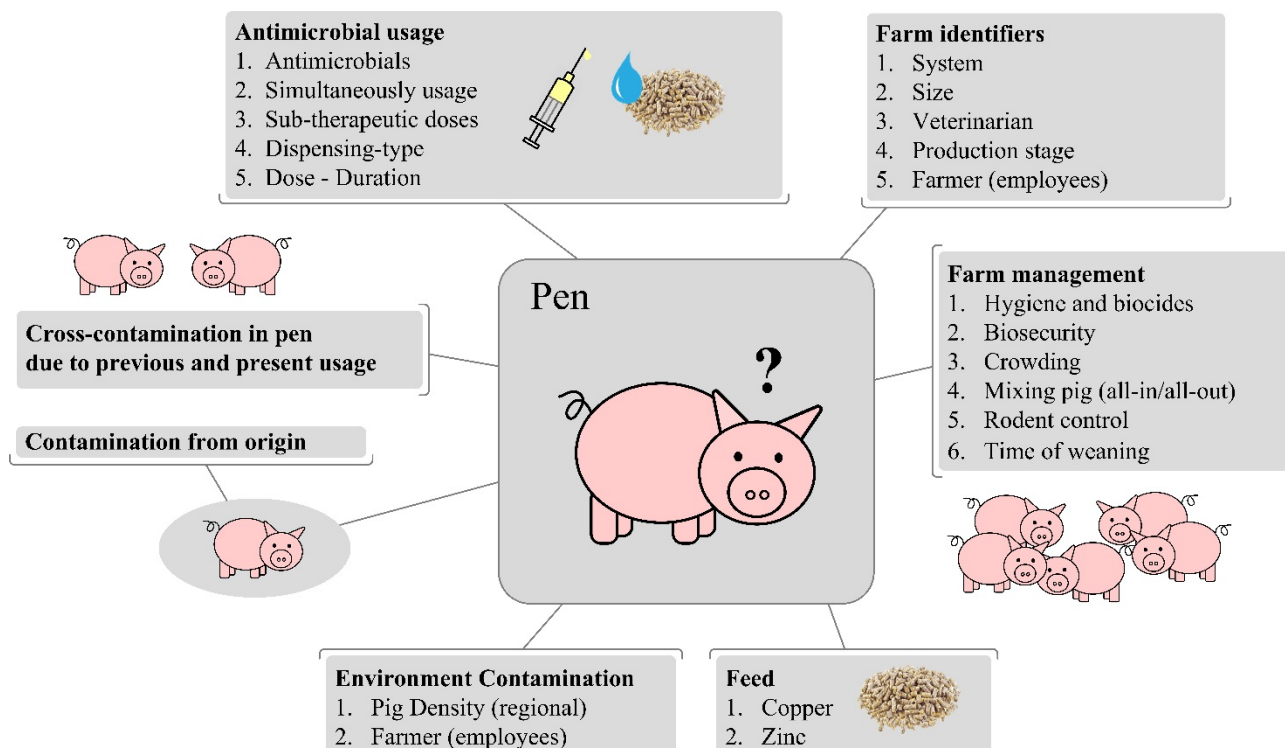 Antimicrobial usage
1. Antimicrobials
2. Simultaneously usage
3. Sub-therapeutic doses
4. Dispensing-type
5. Dose - Duration
Farm identifiers
1. System
2. Size
3. Veterinarian
4. Production stage
5. Farmer (employees)
Pen
?
Farm management
1. Hygiene and biocides
2. Biosecurity
3. Crowding
4. Mixing pig (all-in/all-out)
5. Rodent control
6. Time of weaning
Cross-contamination in pen
due to previous and present usage
Contamination from origin
Environment Contamination
1. Pig Density (regional)
2. Farmer (employees)
Feed
1. Copper
2. Zinc